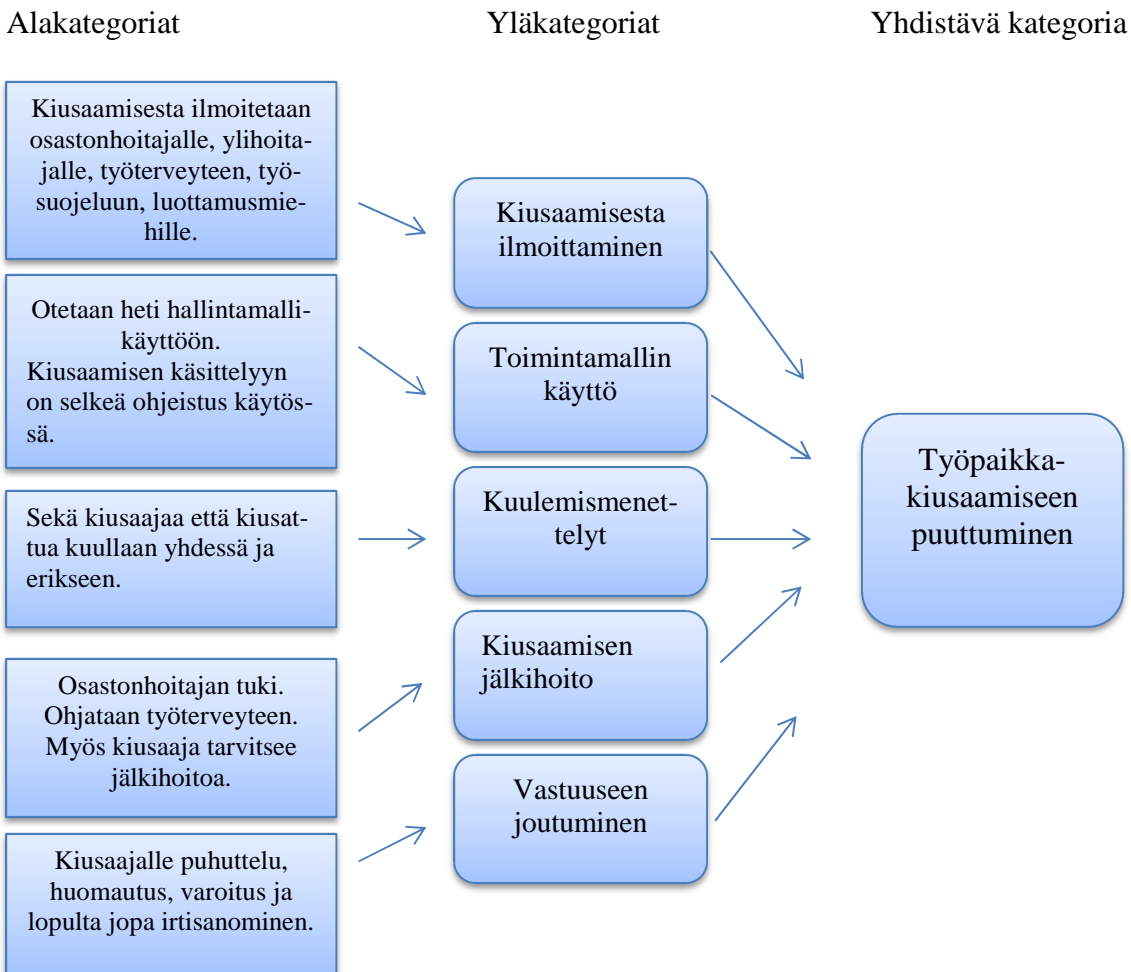 Alakategoriat
Yläkategoriat
Yhdistävä kategoria
Kiusaamisesta ilmoitetaan
osastonhoitajalle, ylihoita-
jalle, työterveyteen, työ-
suojeluun, luottamusmie-
hille.
Otetaan heti hallintamalli-
käyttöön.
Kiusaamisen käsittelyyn
on selkeä ohjeistus käytös-
sä.
Sekä kiusaajaa että kiusat-
tua kuullaan yhdessä ja
erikseen.
Osastonhoitajan tuki.
Ohjataan työterveyteen.
Myös kiusaaja tarvitsee
jälkihoitoa.
Kiusaajalle puhuttelu,
huomautus, varoitus ja
lopulta jopa irtisanominen.
Kiusaamisesta
ilmoittaminen
Toimintamallin
käyttö
Kuulemismenet-
telyt
Kiusaamisen
jälkihoito
Vastuuseen
joutuminen
Työpaikka-
kiusaamiseen
puuttuminen